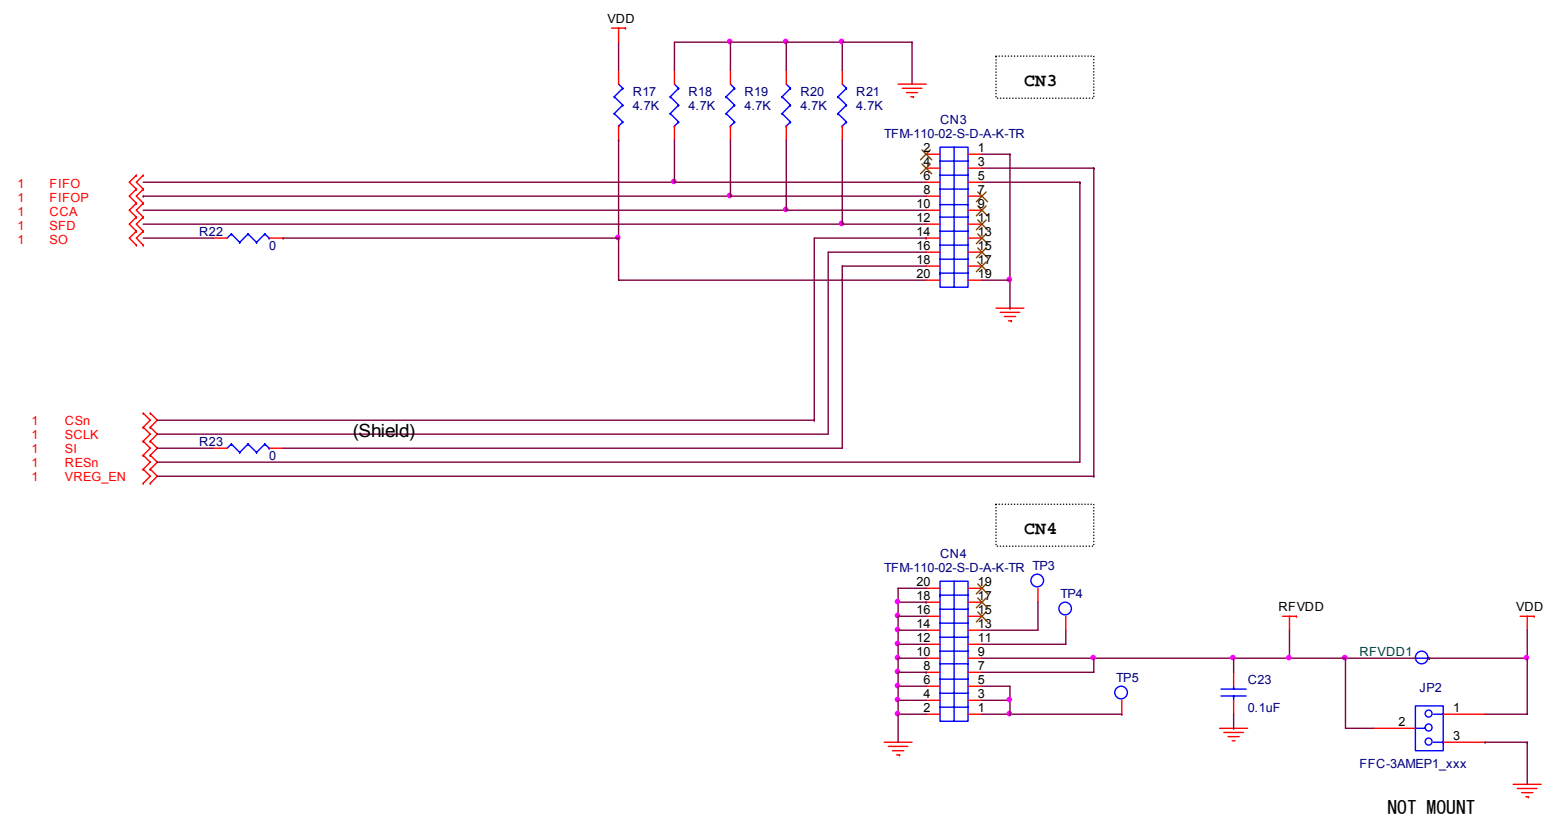 VDD
R17 R18 R19 R20 R21
4.7K 4.7K 4.7K 4.7K 4.7K
CN3
CN3
TFM-110-02-S-D-A-K-TR
2 1
4 3
6 5
8 7
10 9
12 11
14 13
16 15
18 17
20 19
1 FIFO
1 FIFOP
1 CCA
1 SFD
1 SO
R22
0
1 CSn
1 SCLK
1 SI
1 RESn
1 VREG_EN
(Shield)
R23
0
CN4
CN4
TFM-110-02-S-D-A-K-TR
20 19
18 17
16 15
14 13
12 11
10 9
8 7
6 5
4 3
2 1
TP3
TP4
TP5
RFVDD
VDD
RFVDD1
C23
0.1uF
JP2
1
2
3
FFC-3AMEP1_xxx
NOT MOUNT